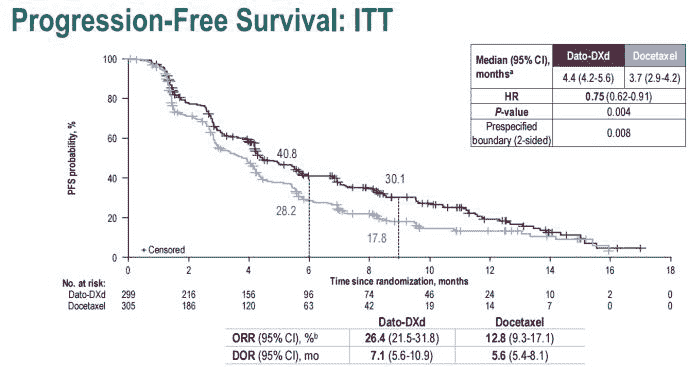 Progression-Free Survival: ITT
Median (95% CI), monthsᵃ Dato-DXd Docetaxel
4.4 (4.2-5.6) 3.7 (2.9-4.2)
HR 0.75 (0.62-0.91)
P-value 0.004
Prespecified boundary (2-sided) 0.008
PFS probability, %
100
80
60
40
20
0
40.8
30.1
28.2
17.8
+ Censored
0 2 4 6 8 10 12 14 16 18
Time since randomization, months
No. at risk:
Dato-DXd 299 216 156 96 74 46 24 10 2 0
Docetaxel 305 186 120 63 42 19 14 7 0 0
Dato-DXd Docetaxel
ORR (95% CI), %ᵇ 26.4 (21.5-31.8) 12.8 (9.3-17.1)
DOR (95% CI), mo 7.1 (5.6-10.9) 5.6 (5.4-8.1)